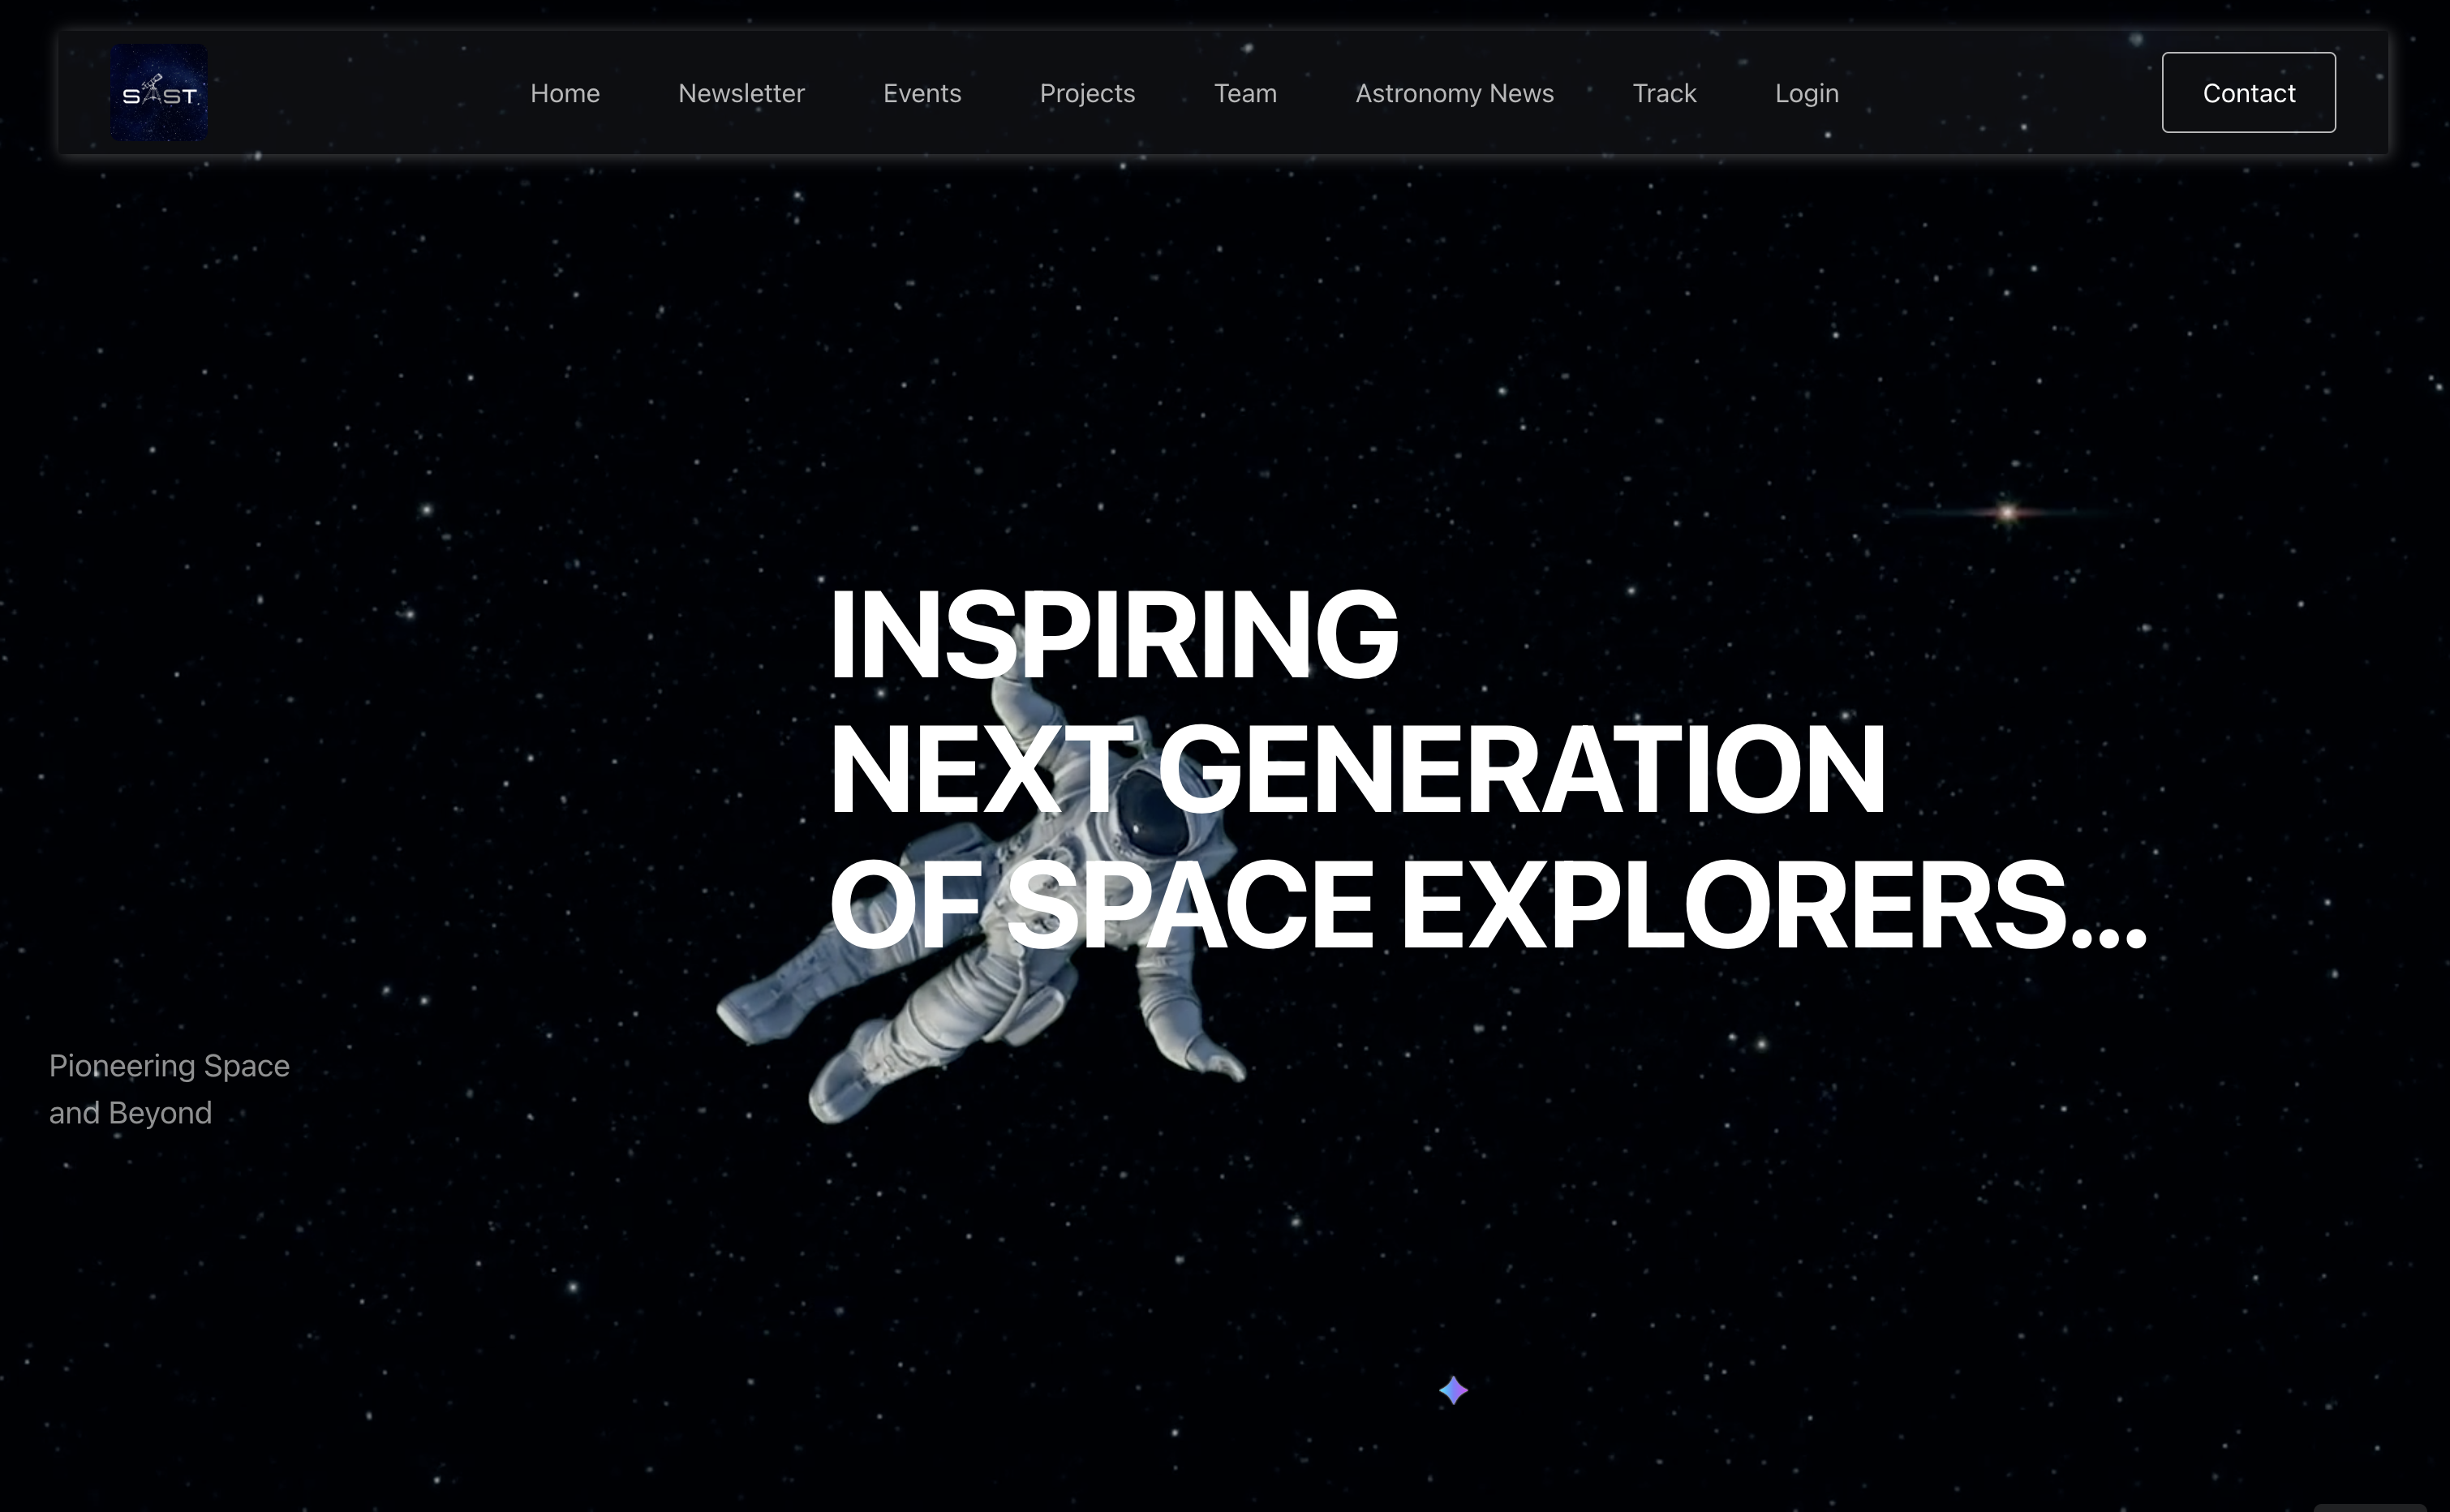 SAST
Home
Newsletter
Events
Projects
Team
Astronomy News
Track
Login
Contact
INSPIRING
NEXT GENERATION
OF SPACE EXPLORERS...
Pioneering Space
and Beyond